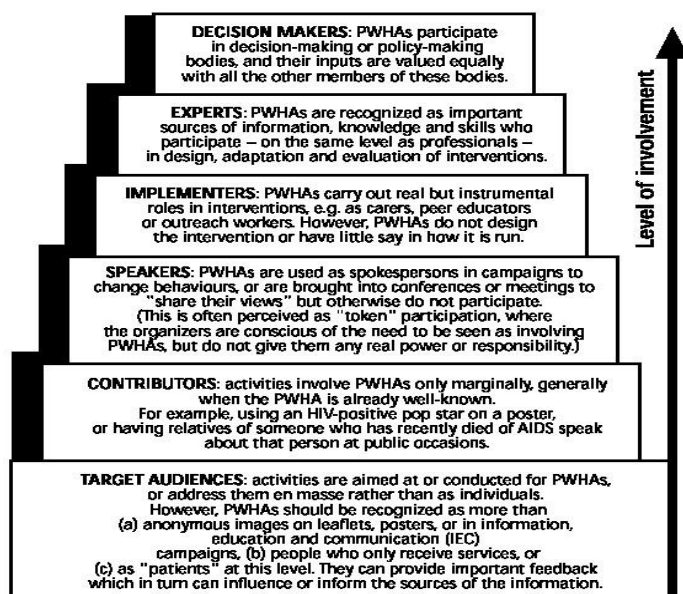 DECISION MAKERS: PWHAs participate
in decision-making or policy-making
bodies, and their inputs are valued equally
with all the other members of these bodies.
EXPERTS: PWHAs are recognized as important
sources of information, knowledge and skills who
participate – on the same level as professionals –
in design, adaptation and evaluation of interventions.
IMPLEMENTERS: PWHAs carry out real but instrumental
roles in interventions, e.g. as carers, peer educators
or outreach workers. However, PWHAs do not design
the intervention or have little say in how it is run.
SPEAKERS: PWHAs are used as spokespersons in campaigns to
change behaviours, or are brought into conferences or meetings to
"share their views" but otherwise do not participate.
(This is often perceived as "token" participation, where
the organizers are conscious of the need to be seen as involving
PWHAs, but do not give them any real power or responsibility.)
CONTRIBUTORS: activities involve PWHAs only marginally, generally
when the PWHA is already well-known.
For example, using an HIV-positive pop star on a poster,
or having relatives of someone who has recently died of AIDS speak
about that person at public occasions.
TARGET AUDIENCES: activities are aimed at or conducted for PWHAs,
or address them en masse rather than as individuals.
However, PWHAs should be recognized as more than
(a) anonymous images on leaflets, posters, or in information,
education and communication (IEC)
campaigns, (b) people who only receive services, or
(c) as "patients" at this level. They can provide important feedback
which in turn can influence or inform the sources of the information.
Level of involvement